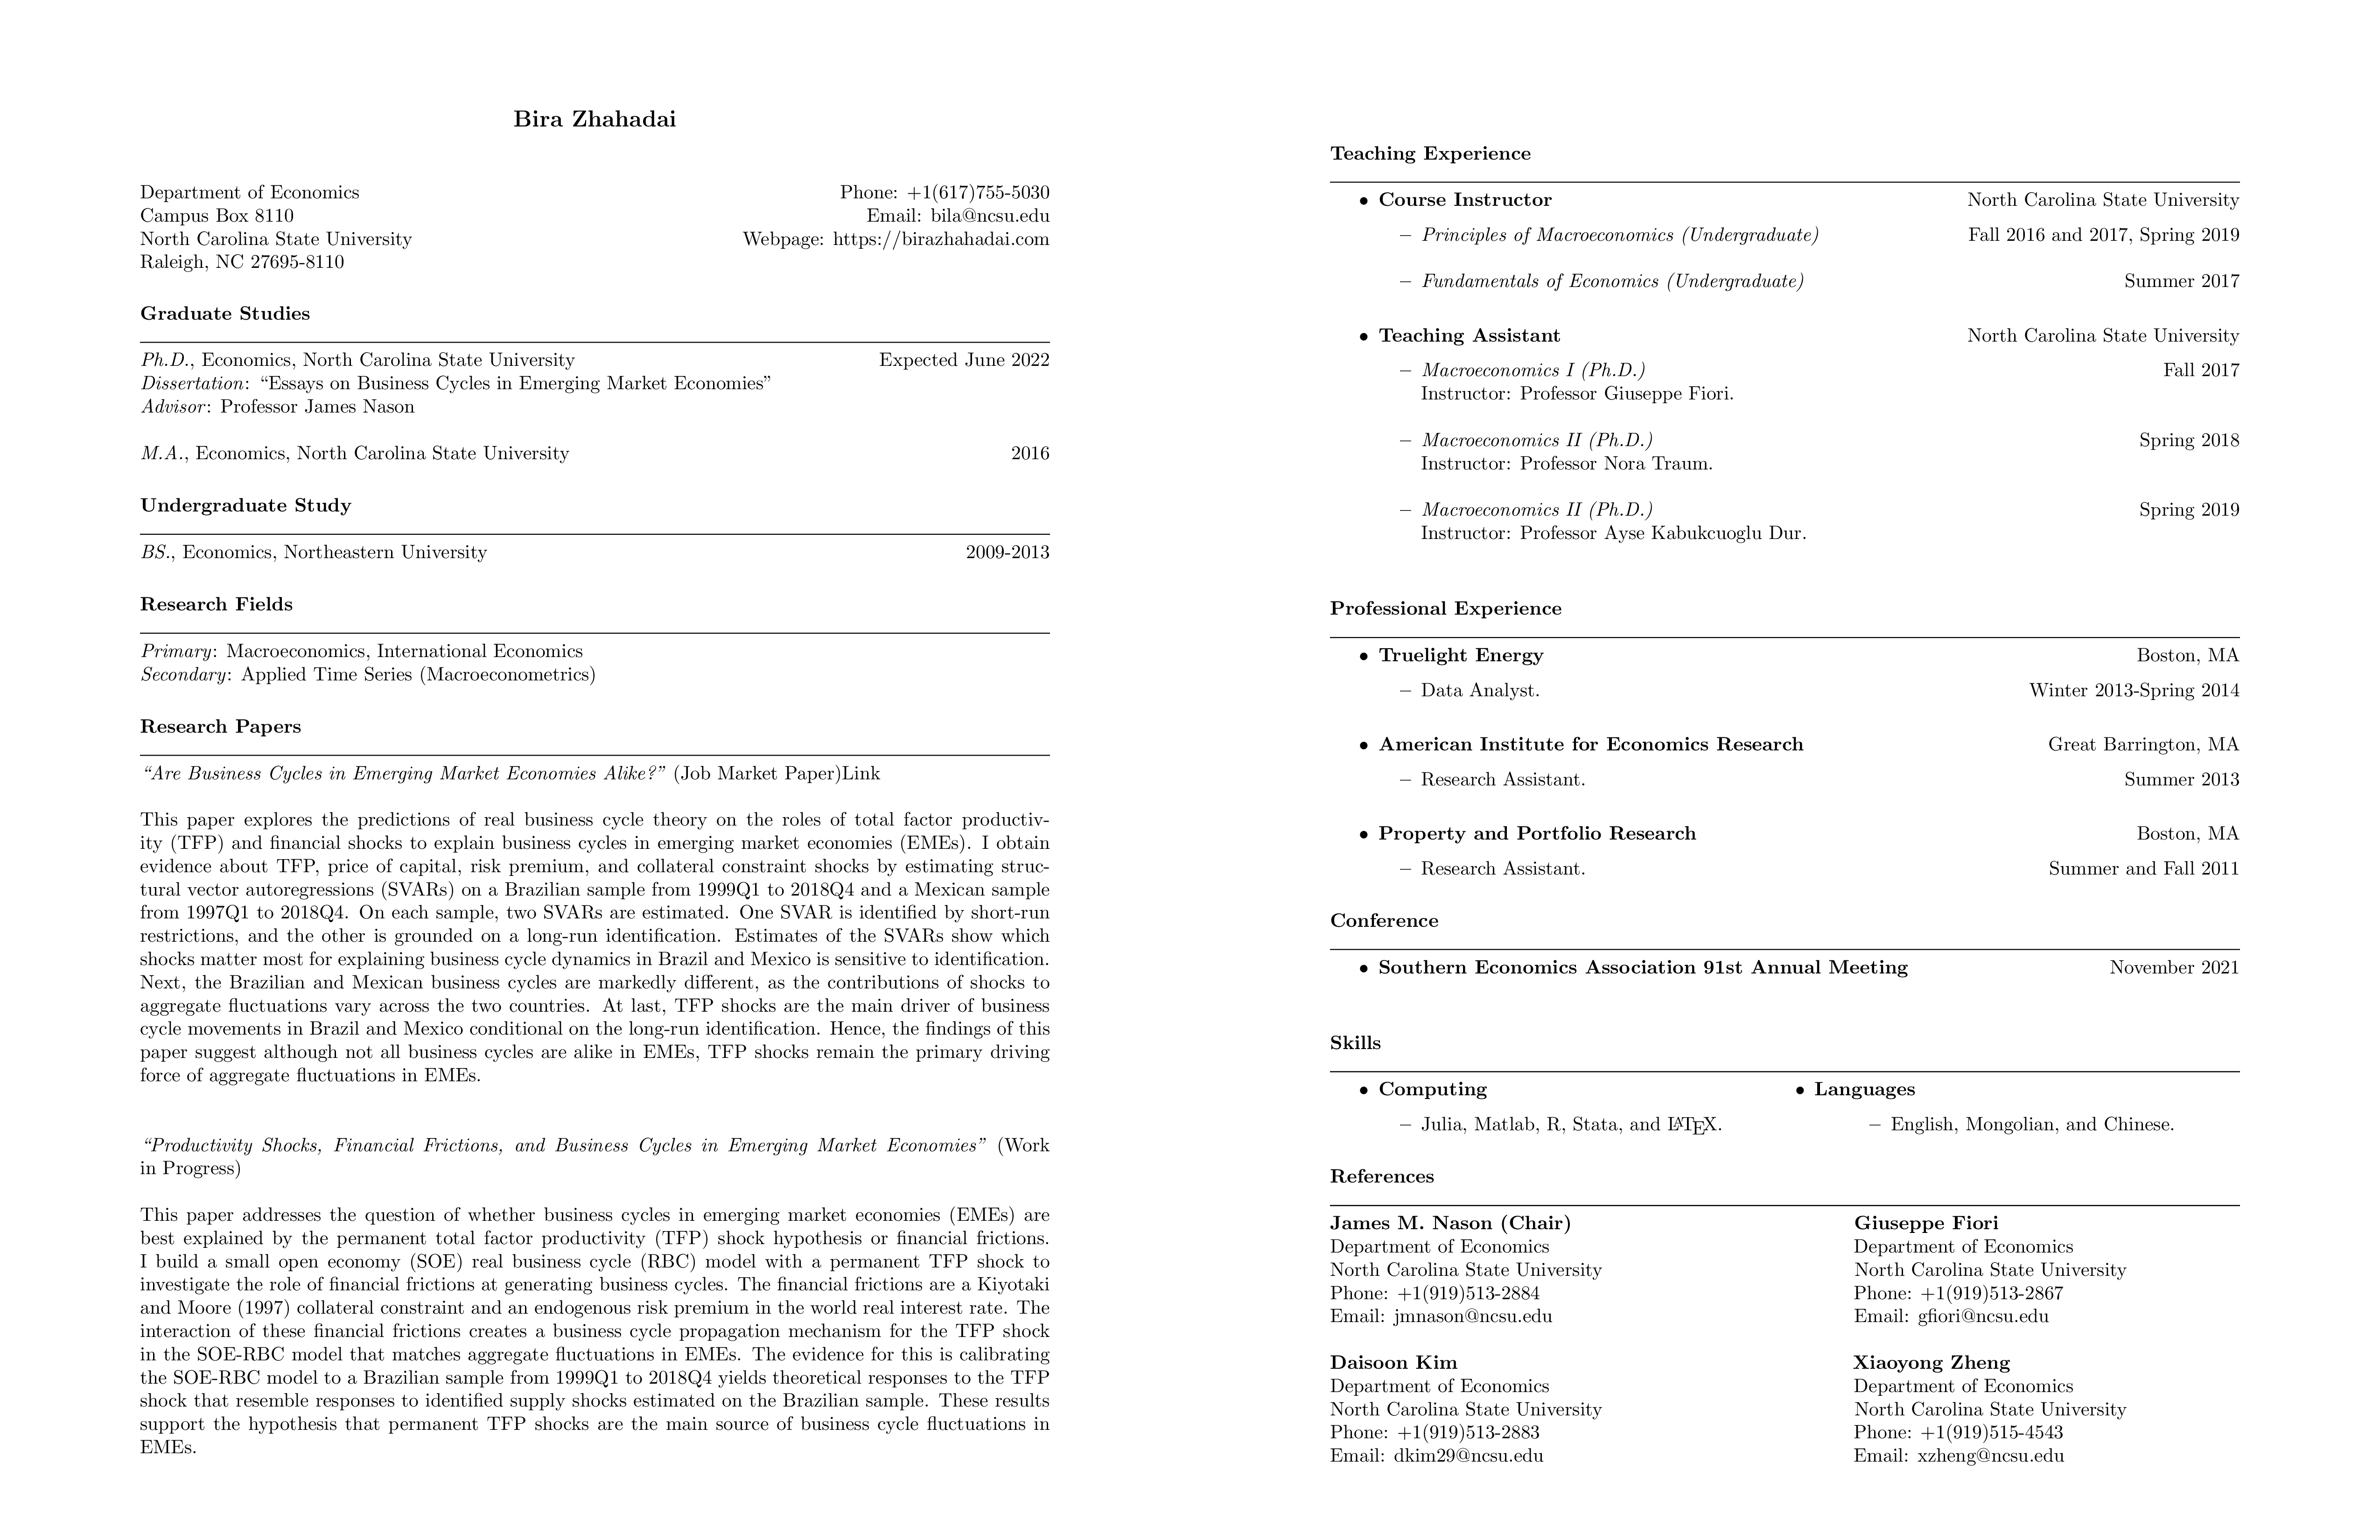 Bira Zhahadai
Department of Economics
Phone: +1(617)755-5030
Campus Box 8110
Email: bila@ncsu.edu
North Carolina State University
Webpage: https://birazhahadai.com
Raleigh, NC 27695-8110
Graduate Studies
Ph.D., Economics, North Carolina State University
Expected June 2022
Dissertation: “Essays on Business Cycles in Emerging Market Economies”
Advisor: Professor James Nason
M.A., Economics, North Carolina State University
2016
Undergraduate Study
BS., Economics, Northeastern University
2009-2013
Research Fields
Primary: Macroeconomics, International Economics
Secondary: Applied Time Series (Macroeconometrics)
Research Papers
“Are Business Cycles in Emerging Market Economies Alike?” (Job Market Paper)Link
This paper explores the predictions of real business cycle theory on the roles of total factor productiv-
ity (TFP) and financial shocks to explain business cycles in emerging market economies (EMEs). I obtain
evidence about TFP, price of capital, risk premium, and collateral constraint shocks by estimating struc-
tural vector autoregressions (SVARs) on a Brazilian sample from 1999Q1 to 2018Q4 and a Mexican sample
from 1997Q1 to 2018Q4. On each sample, two SVARs are estimated. One SVAR is identified by short-run
restrictions, and the other is grounded on a long-run identification. Estimates of the SVARs show which
shocks matter most for explaining business cycle dynamics in Brazil and Mexico is sensitive to identification.
Next, the Brazilian and Mexican business cycles are markedly different, as the contributions of shocks to
aggregate fluctuations vary across the two countries. At last, TFP shocks are the main driver of business
cycle movements in Brazil and Mexico conditional on the long-run identification. Hence, the findings of this
paper suggest although not all business cycles are alike in EMEs, TFP shocks remain the primary driving
force of aggregate fluctuations in EMEs.
“Productivity Shocks, Financial Frictions, and Business Cycles in Emerging Market Economies” (Work
in Progress)
This paper addresses the question of whether business cycles in emerging market economies (EMEs) are
best explained by the permanent total factor productivity (TFP) shock hypothesis or financial frictions.
I build a small open economy (SOE) real business cycle (RBC) model with a permanent TFP shock to
investigate the role of financial frictions at generating business cycles. The financial frictions are a Kiyotaki
and Moore (1997) collateral constraint and an endogenous risk premium in the world real interest rate. The
interaction of these financial frictions creates a business cycle propagation mechanism for the TFP shock
in the SOE-RBC model that matches aggregate fluctuations in EMEs. The evidence for this is calibrating
the SOE-RBC model to a Brazilian sample from 1999Q1 to 2018Q4 yields theoretical responses to the TFP
shock that resemble responses to identified supply shocks estimated on the Brazilian sample. These results
support the hypothesis that permanent TFP shocks are the main source of business cycle fluctuations in
EMEs.
Teaching Experience
• Course Instructor
North Carolina State University
– Principles of Macroeconomics (Undergraduate)
Fall 2016 and 2017, Spring 2019
– Fundamentals of Economics (Undergraduate)
Summer 2017
• Teaching Assistant
North Carolina State University
– Macroeconomics I (Ph.D.)
Fall 2017
Instructor: Professor Giuseppe Fiori.
– Macroeconomics II (Ph.D.)
Spring 2018
Instructor: Professor Nora Traum.
– Macroeconomics II (Ph.D.)
Spring 2019
Instructor: Professor Ayse Kabukcuoglu Dur.
Professional Experience
• Truelight Energy
Boston, MA
– Data Analyst.
Winter 2013-Spring 2014
• American Institute for Economics Research
Great Barrington, MA
– Research Assistant.
Summer 2013
• Property and Portfolio Research
Boston, MA
– Research Assistant.
Summer and Fall 2011
Conference
• Southern Economics Association 91st Annual Meeting
November 2021
Skills
• Computing
– Julia, Matlab, R, Stata, and LATEX.
• Languages
– English, Mongolian, and Chinese.
References
James M. Nason (Chair)
Department of Economics
North Carolina State University
Phone: +1(919)513-2884
Email: jmnason@ncsu.edu
Giuseppe Fiori
Department of Economics
North Carolina State University
Phone: +1(919)513-2867
Email: gfiori@ncsu.edu
Daisoon Kim
Department of Economics
North Carolina State University
Phone: +1(919)513-2883
Email: dkim29@ncsu.edu
Xiaoyong Zheng
Department of Economics
North Carolina State University
Phone: +1(919)515-4543
Email: xzheng@ncsu.edu